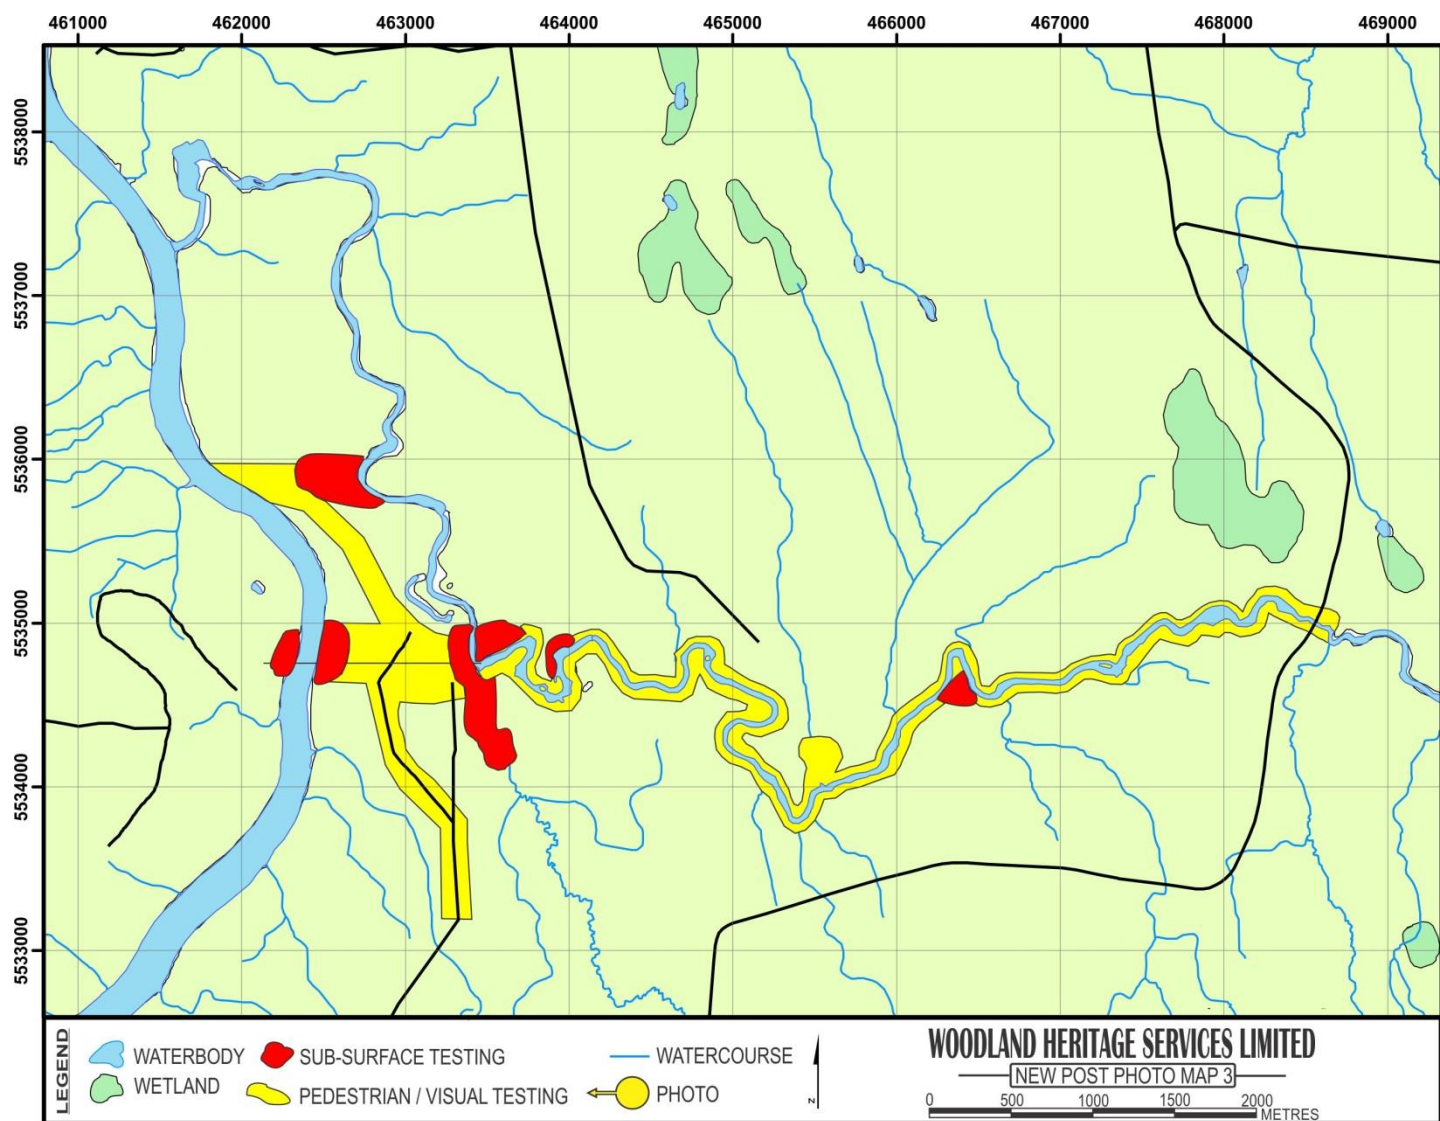 461000 462000 463000 464000 465000 466000 467000 468000 469000
5538000
5537000
5536000
5535000
5534000
5533000
LEGEND
WATERBODY
WETLAND
SUB-SURFACE TESTING
PEDESTRIAN / VISUAL TESTING
WATERCOURSE
PHOTO
N
WOODLAND HERITAGE SERVICES LIMITED
NEW POST PHOTO MAP 3
0 500 1000 1500 2000
METRES